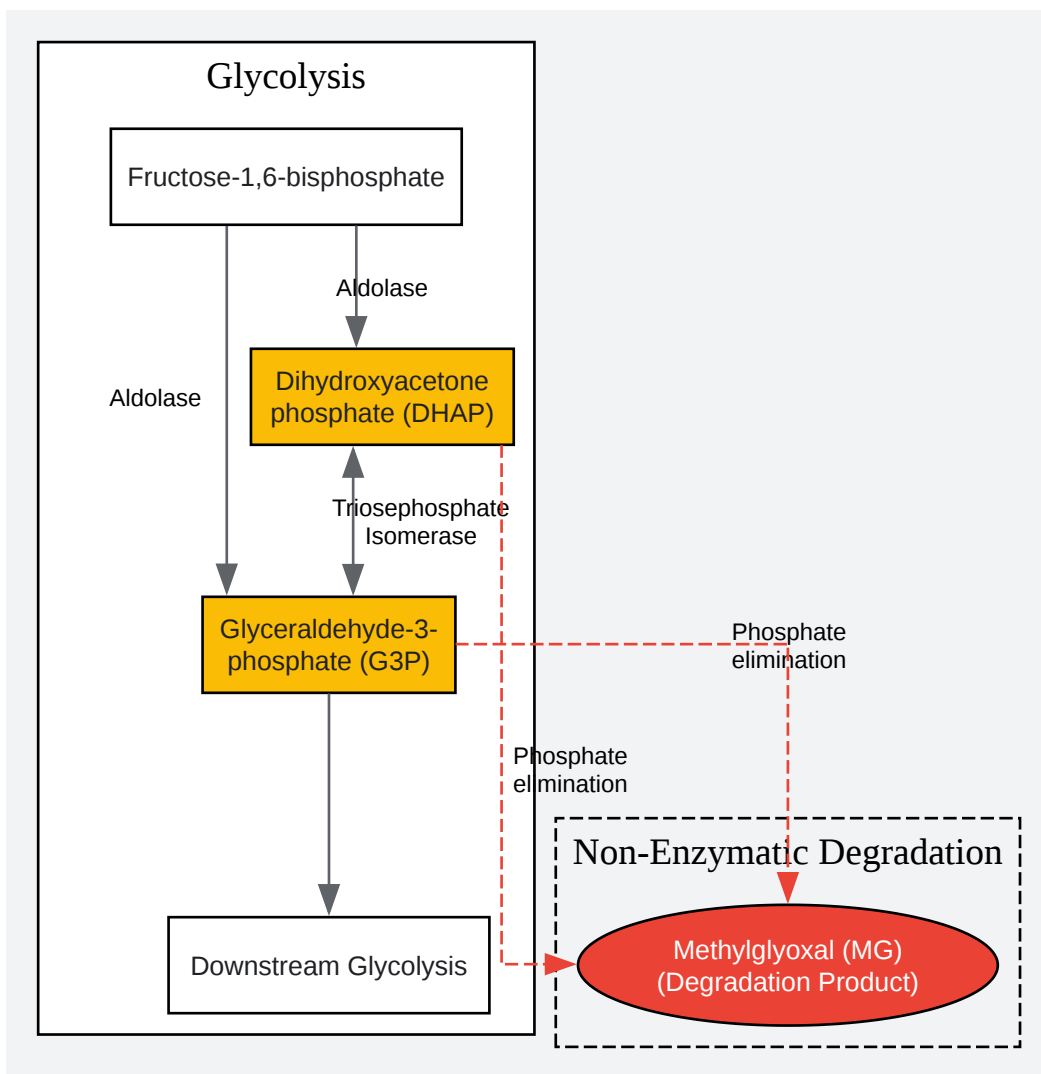 Glycolysis
Fructose-1,6-bisphosphate
Aldolase
Dihydroxyacetone
phosphate (DHAP)
Aldolase
Triosephosphate
Isomerase
Glyceraldehyde-3-
phosphate (G3P)
Phosphate
elimination
Phosphate
elimination
Non-Enzymatic Degradation
Methylglyoxal (MG)
(Degradation Product)
Downstream Glycolysis